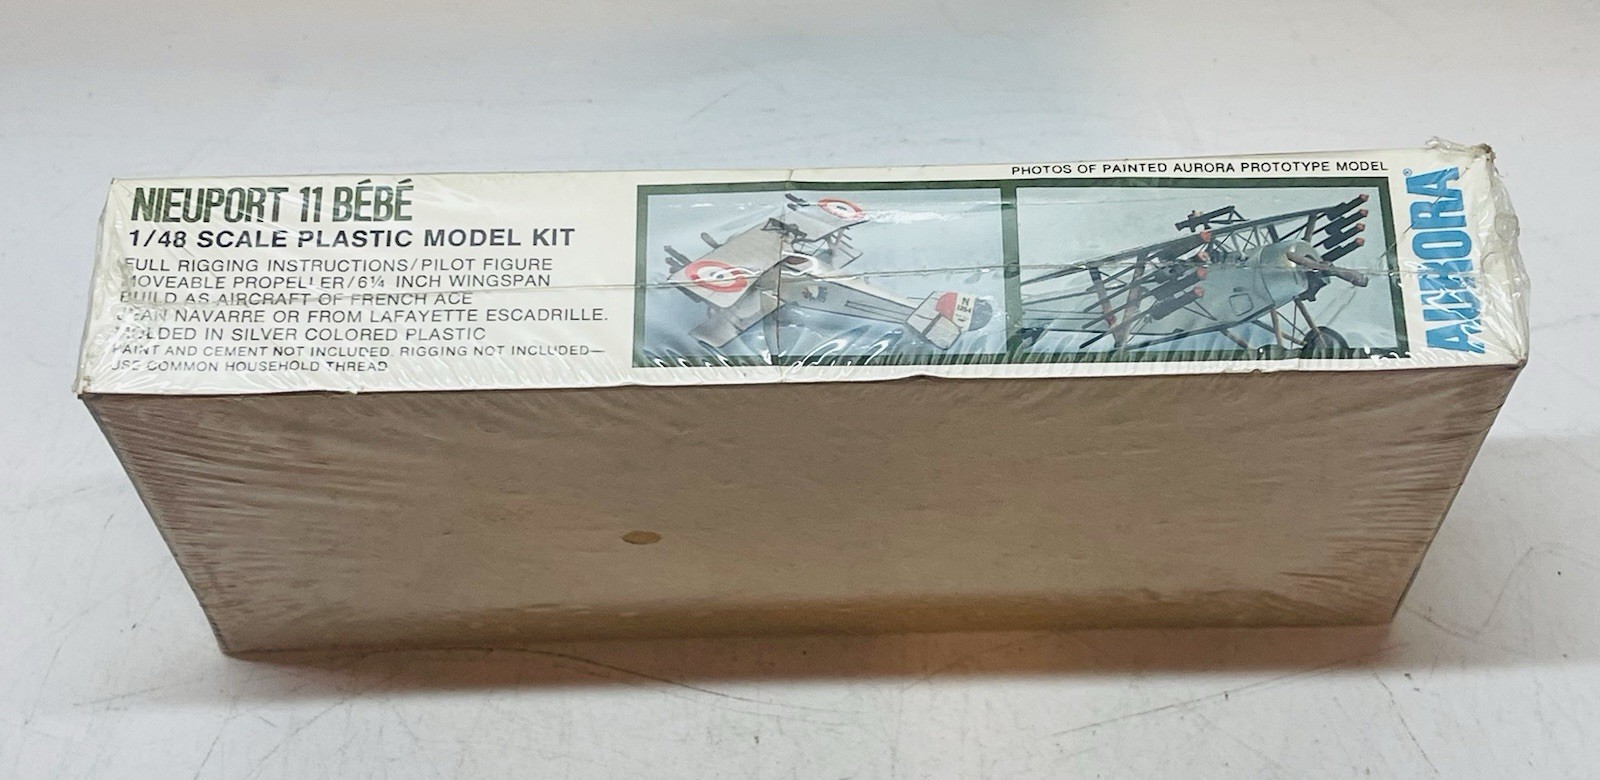 NIEUPORT 11 BÉBÉ
1/48 SCALE PLASTIC MODEL KIT
FULL RIGGING INSTRUCTIONS/PILOT FIGURE
MOVEABLE PROPELLER/6¼ INCH WINGSPAN
BUILD AS AIRCRAFT OF FRENCH ACE
JEAN NAVARRE OR FROM LAFAYETTE ESCADRILLE.
MOLDED IN SILVER COLORED PLASTIC
PAINT AND CEMENT NOT INCLUDED. RIGGING NOT INCLUDED—
USE COMMON HOUSEHOLD THREAD
PHOTOS OF PAINTED AURORA PROTOTYPE MODEL
AURORA®